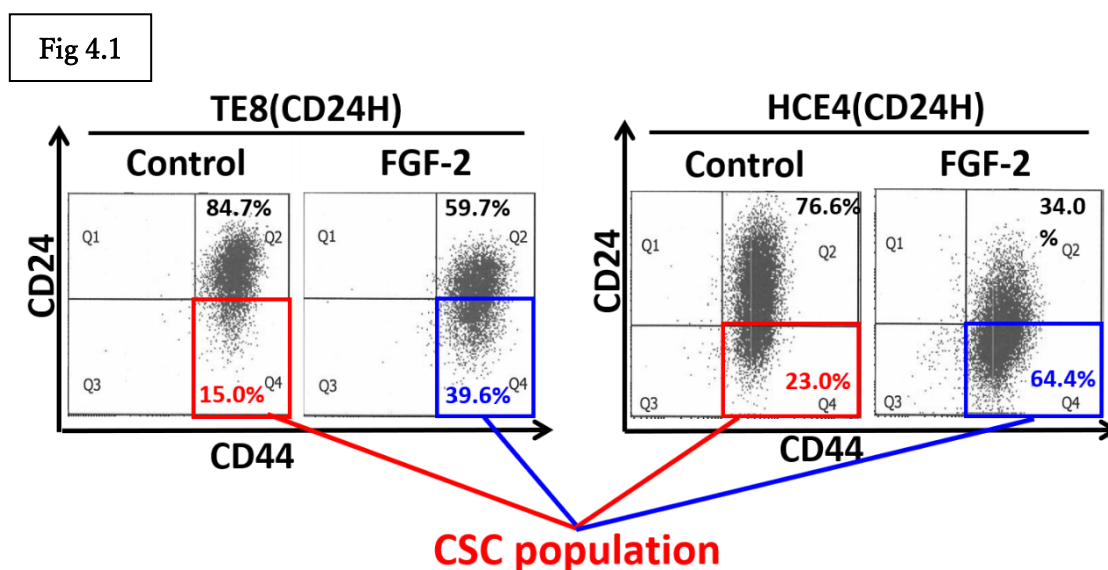 Fig 4.1
TE8(CD24H)
HCE4(CD24H)
Control
FGF-2
Control
FGF-2
CD24
Q1
84.7%
Q2
Q3
15.0%
Q4
Q1
59.7%
Q2
Q3
39.6%
Q4
CD44
CD24
Q1
76.6%
Q2
Q3
23.0%
Q4
Q1
34.0
%
Q2
Q3
64.4%
Q4
CD44
CSC population